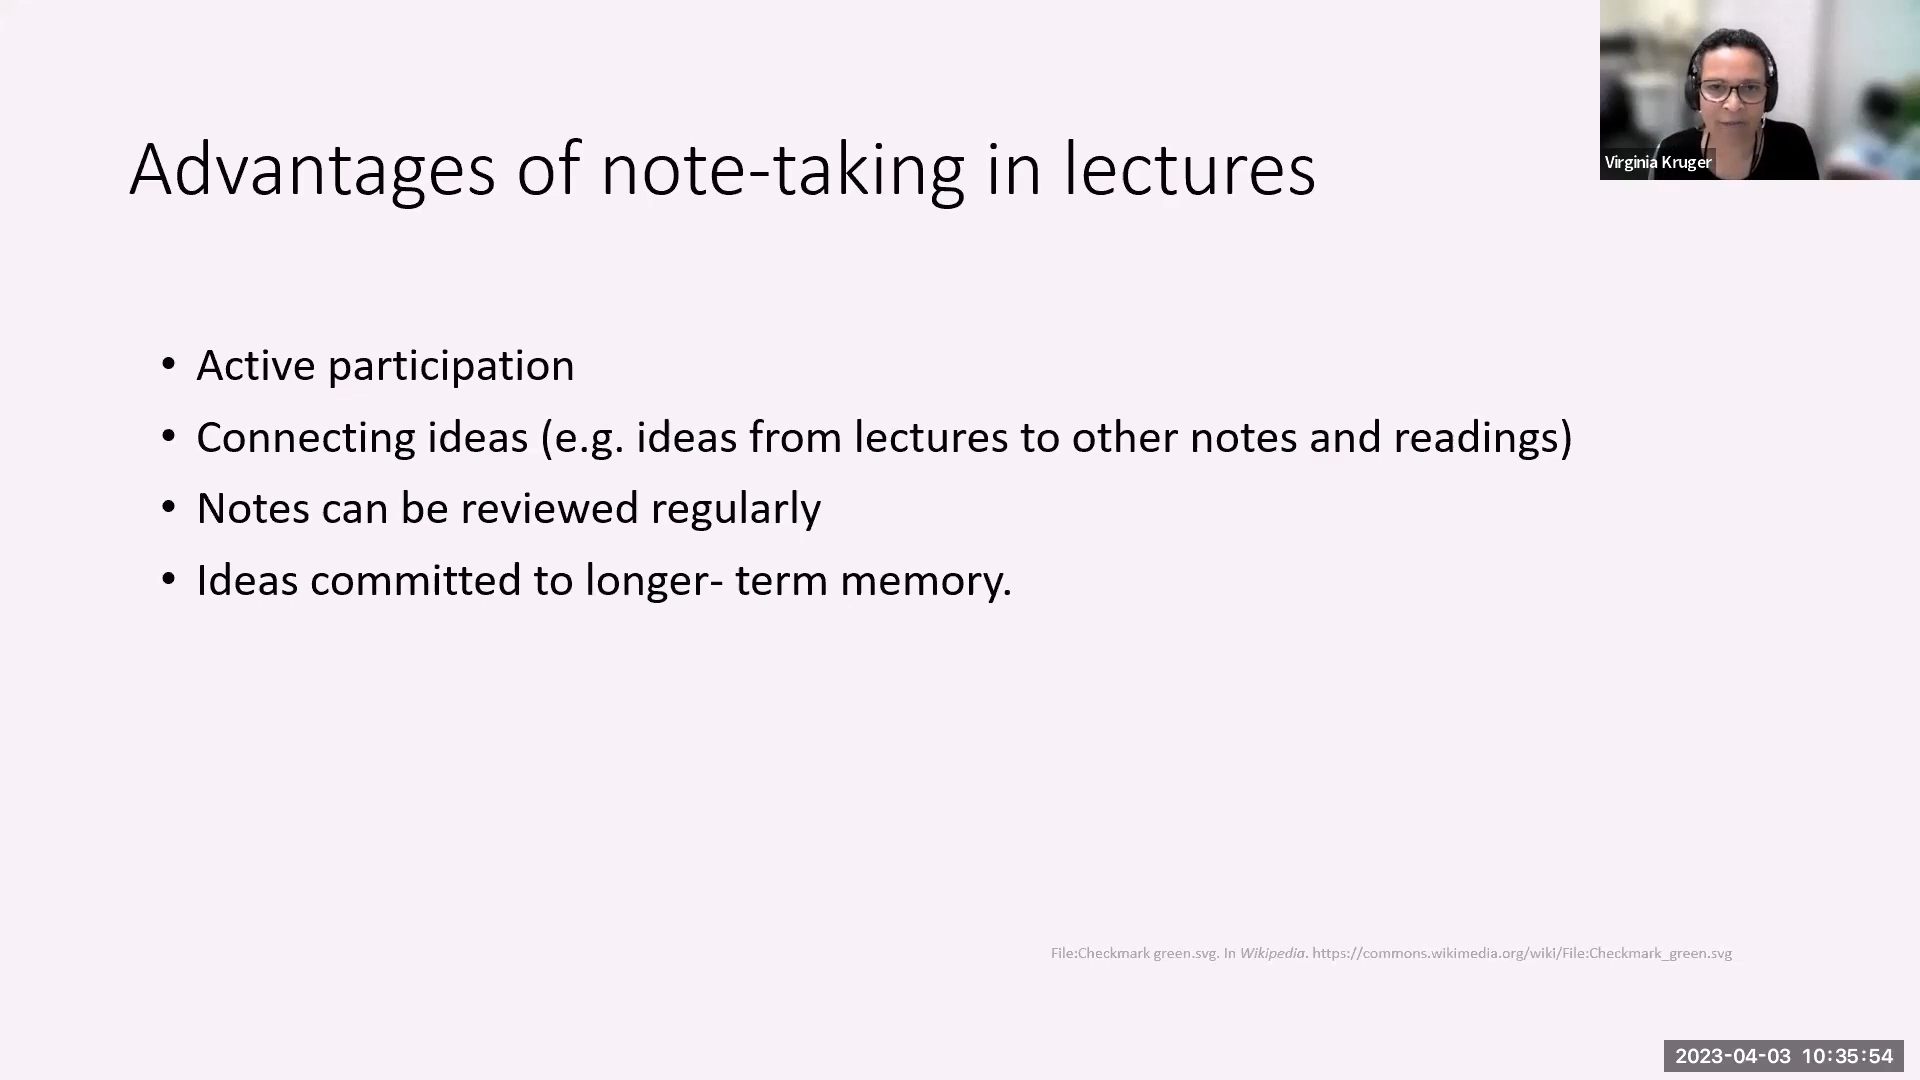 Advantages of note-taking in lectures
Virginia Kruger
• Active participation
• Connecting ideas (e.g. ideas from lectures to other notes and readings)
• Notes can be reviewed regularly
• Ideas committed to longer- term memory.
File:Checkmark green.svg. In Wikipedia. https://commons.wikimedia.org/wiki/File:Checkmark_green.svg
2023-04-03 10:35:54